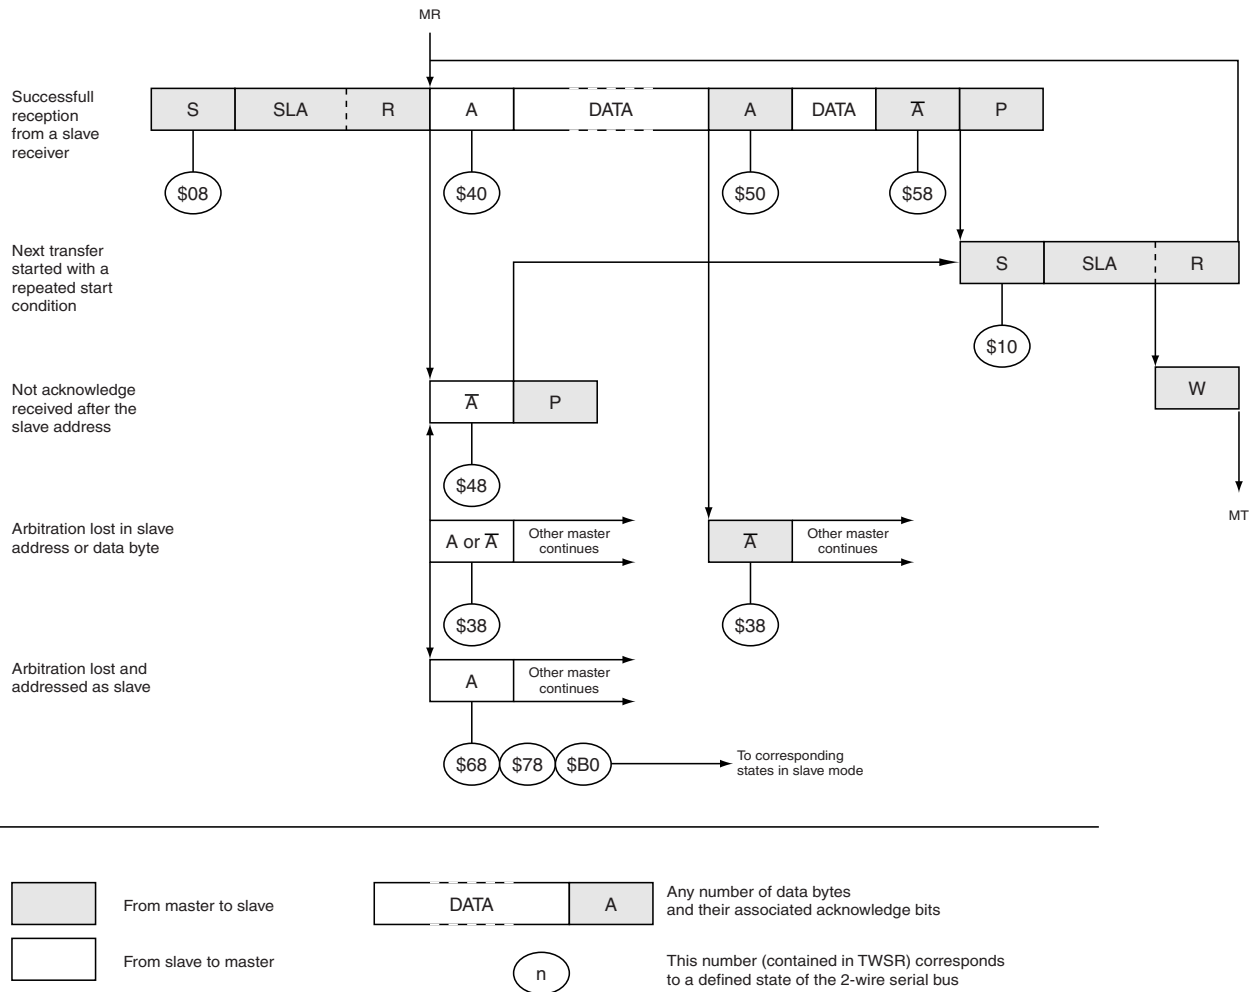 MR
Successfull
reception
from a slave
receiver
S SLA R A DATA A DATA A̅ P
$08 $40 $50 $58
Next transfer
started with a
repeated start
condition
S SLA R
$10
Not acknowledge
received after the
slave address
A̅ P
W
$48
MT
Arbitration lost in slave
address or data byte
A or A̅
Other master
continues
A̅
Other master
continues
$38 $38
Arbitration lost and
addressed as slave
A
Other master
continues
$68 $78 $B0
To corresponding
states in slave mode
From master to slave
DATA A
Any number of data bytes
and their associated acknowledge bits
From slave to master
n
This number (contained in TWSR) corresponds
to a defined state of the 2-wire serial bus